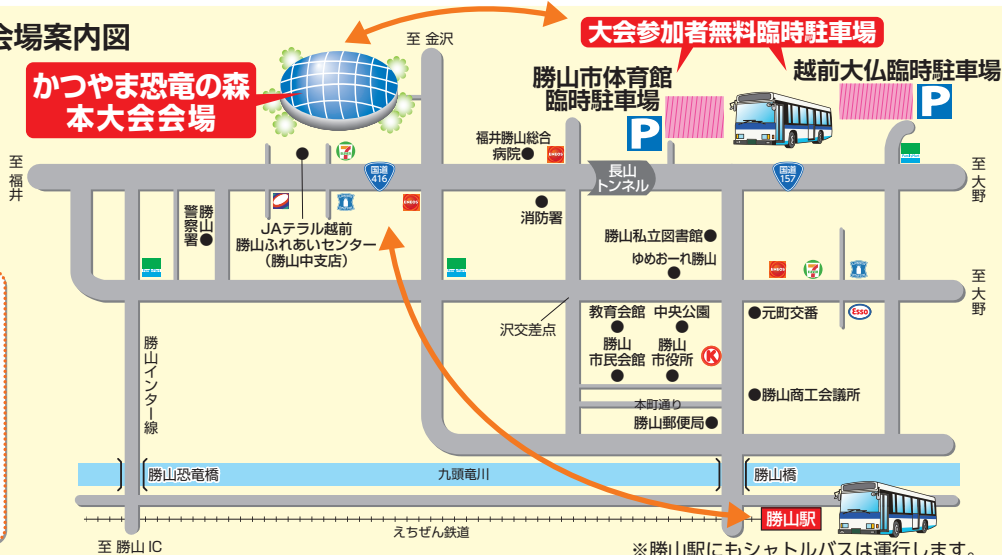 会場案内図
かつやま恐竜の森
本大会会場
至 金沢
大会参加者無料臨時駐車場
勝山市体育館
臨時駐車場
越前大仏臨時駐車場
P
P
至福井
国道
416
福井勝山総合
病院
ENEOS
長山
トンネル
国道
157
至大野
勝山
警察署
JAテラル越前
勝山ふれあいセンター
(勝山中支店)
ENEOS
消防署
勝山私立図書館
ゆめおーれ勝山
ENEOS
至大野
沢交差点
教育会館
中央公園
元町交番
Esso
勝山
市民会館
勝山
市役所
K
勝山インター線
本町通り
勝山商工会議所
勝山郵便局
勝山恐竜橋
九頭竜川
勝山橋
えちぜん鉄道
勝山駅
至 勝山 IC
※勝山駅にもシャトルバスは運行します。